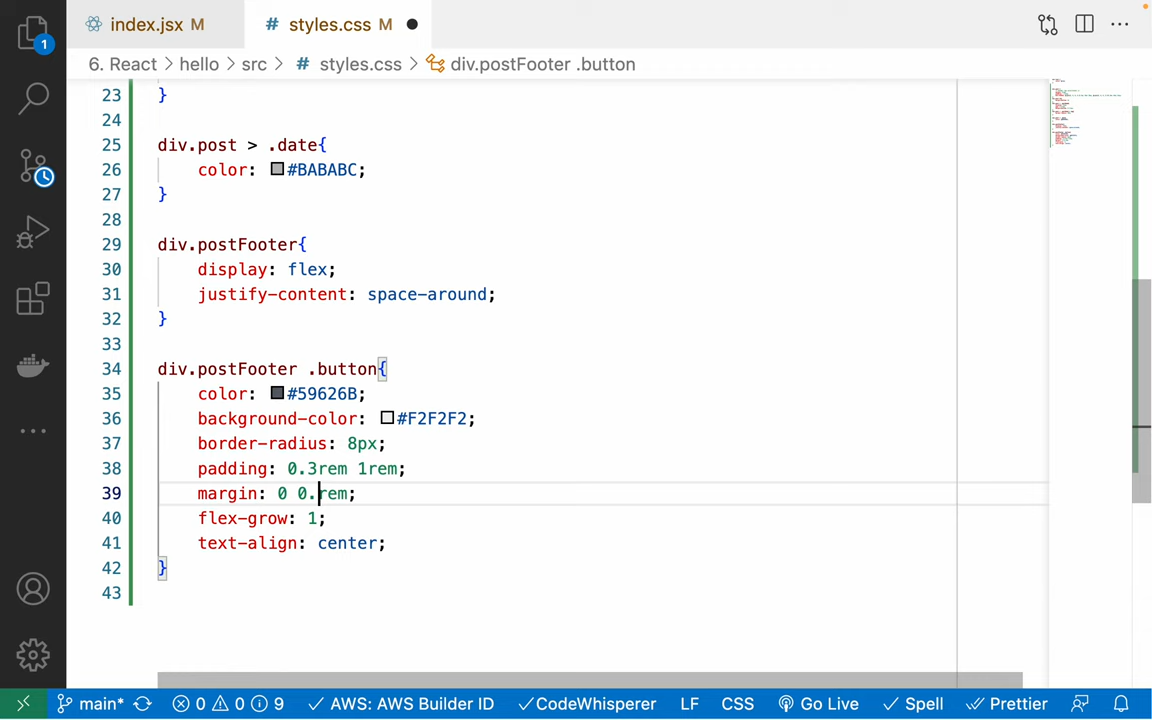 index.jsx M
# styles.css M
1
6. React > hello > src > # styles.css > div.postFooter .button
23 }
24
25 div.post > .date{
26 color: #BABABC;
27 }
28
29 div.postFooter{
30 display: flex;
31 justify-content: space-around;
32 }
33
34 div.postFooter .button{
35 color: #59626B;
36 background-color: #F2F2F2;
37 border-radius: 8px;
38 padding: 0.3rem 1rem;
39 margin: 0 0.rem;
40 flex-grow: 1;
41 text-align: center;
42 }
43
main* 0 0 9 AWS: AWS Builder ID CodeWhisperer LF CSS Go Live Spell Prettier